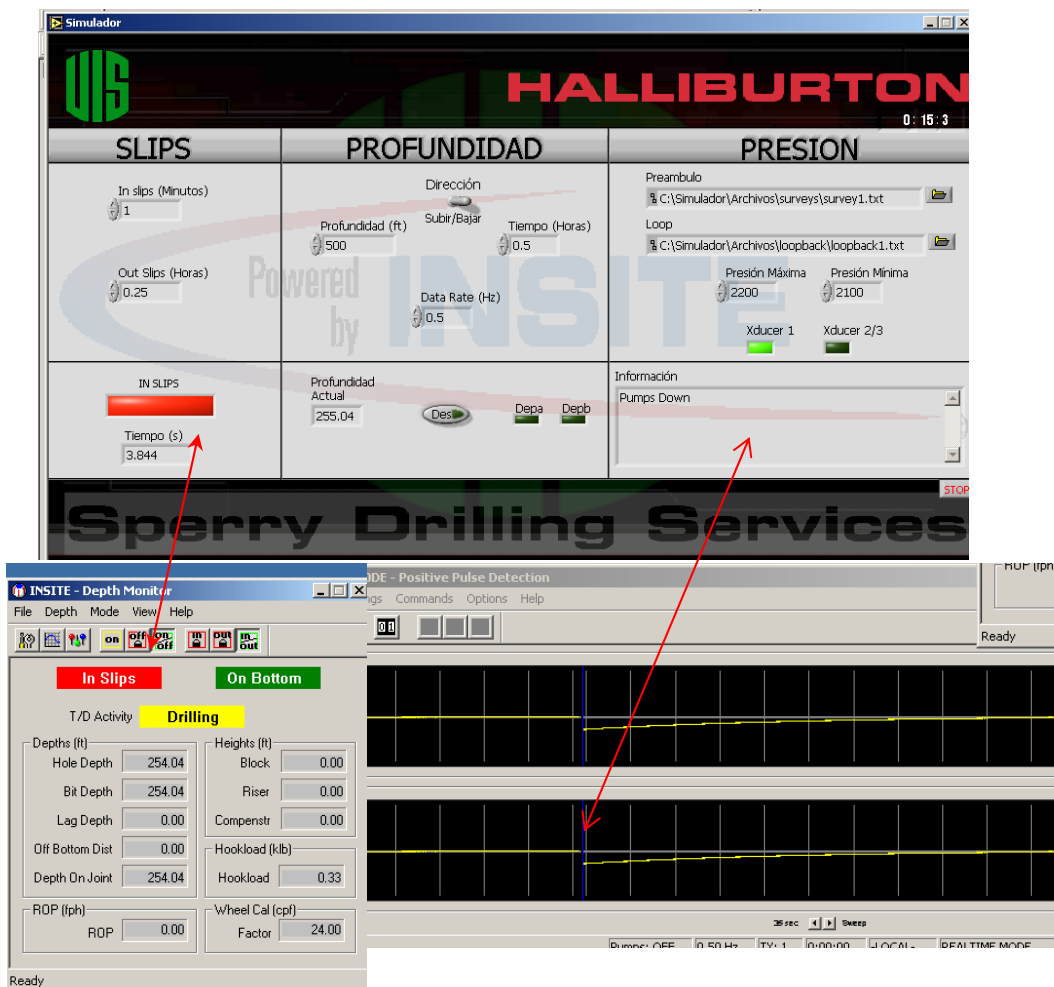 Simulador
UIS
HALLIBURTON
0: 15: 3
SLIPS
PROFUNDIDAD
PRESION
In slips (Minutos)
1
Out Slips (Horas)
0.25
Dirección
Subir/Bajar
Profundidad (ft)
500
Tiempo (Horas)
0.5
Data Rate (Hz)
0.5
Preambulo
C:\Simulador\Archivos\surveys\survey1.txt
Loop
C:\Simulador\Archivos\loopback\loopback1.txt
Presión Máxima
2200
Presión Mínima
2100
Xducer 1
Xducer 2/3
Powered
by
INSITE
IN SLIPS
Tiempo (s)
3.844
Profundidad
Actual
255.04
Des
Depa
Depb
Información
Pumps Down
STOP
Sperry Drilling Services
INSITE - Depth Monitor
File Depth Mode View Help
on off on off in out in out
In Slips
On Bottom
T/D Activity Drilling
Depths (ft)
Hole Depth 254.04
Bit Depth 254.04
Lag Depth 0.00
Off Bottom Dist 0.00
Depth On Joint 254.04
Heights (ft)
Block 0.00
Riser 0.00
Compenstr 0.00
Hookload (klb)
Hookload 0.33
ROP (fph)
ROP 0.00
Wheel Cal (cpf)
Factor 24.00
Ready
ODE - Positive Pulse Detection
ngs Commands Options Help
01
ROP (fph
Ready
36 sec Sweep
Pumps: OFF 0.50 Hz TX: 1 0:00:00 -LOCAL- REALTIME MODE